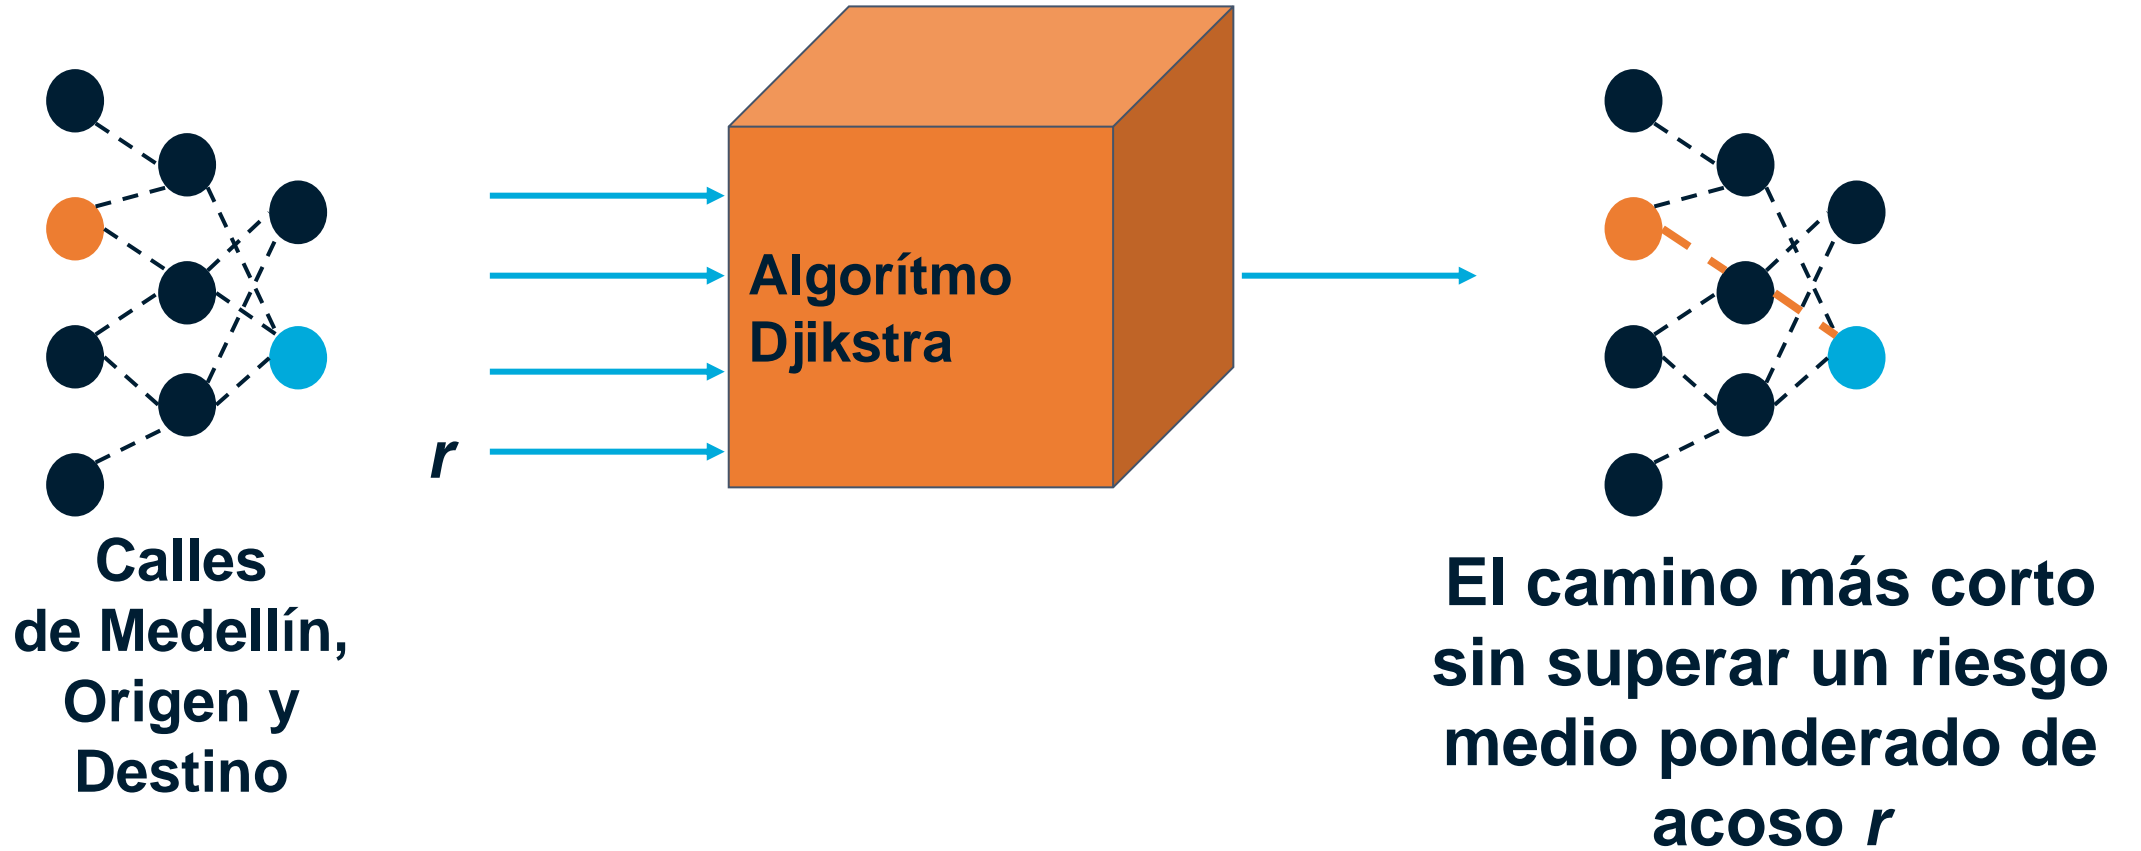 Algorítmo
Djikstra
r
Calles
de Medellín,
Origen y
Destino
El camino más corto
sin superar un riesgo
medio ponderado de
acoso r